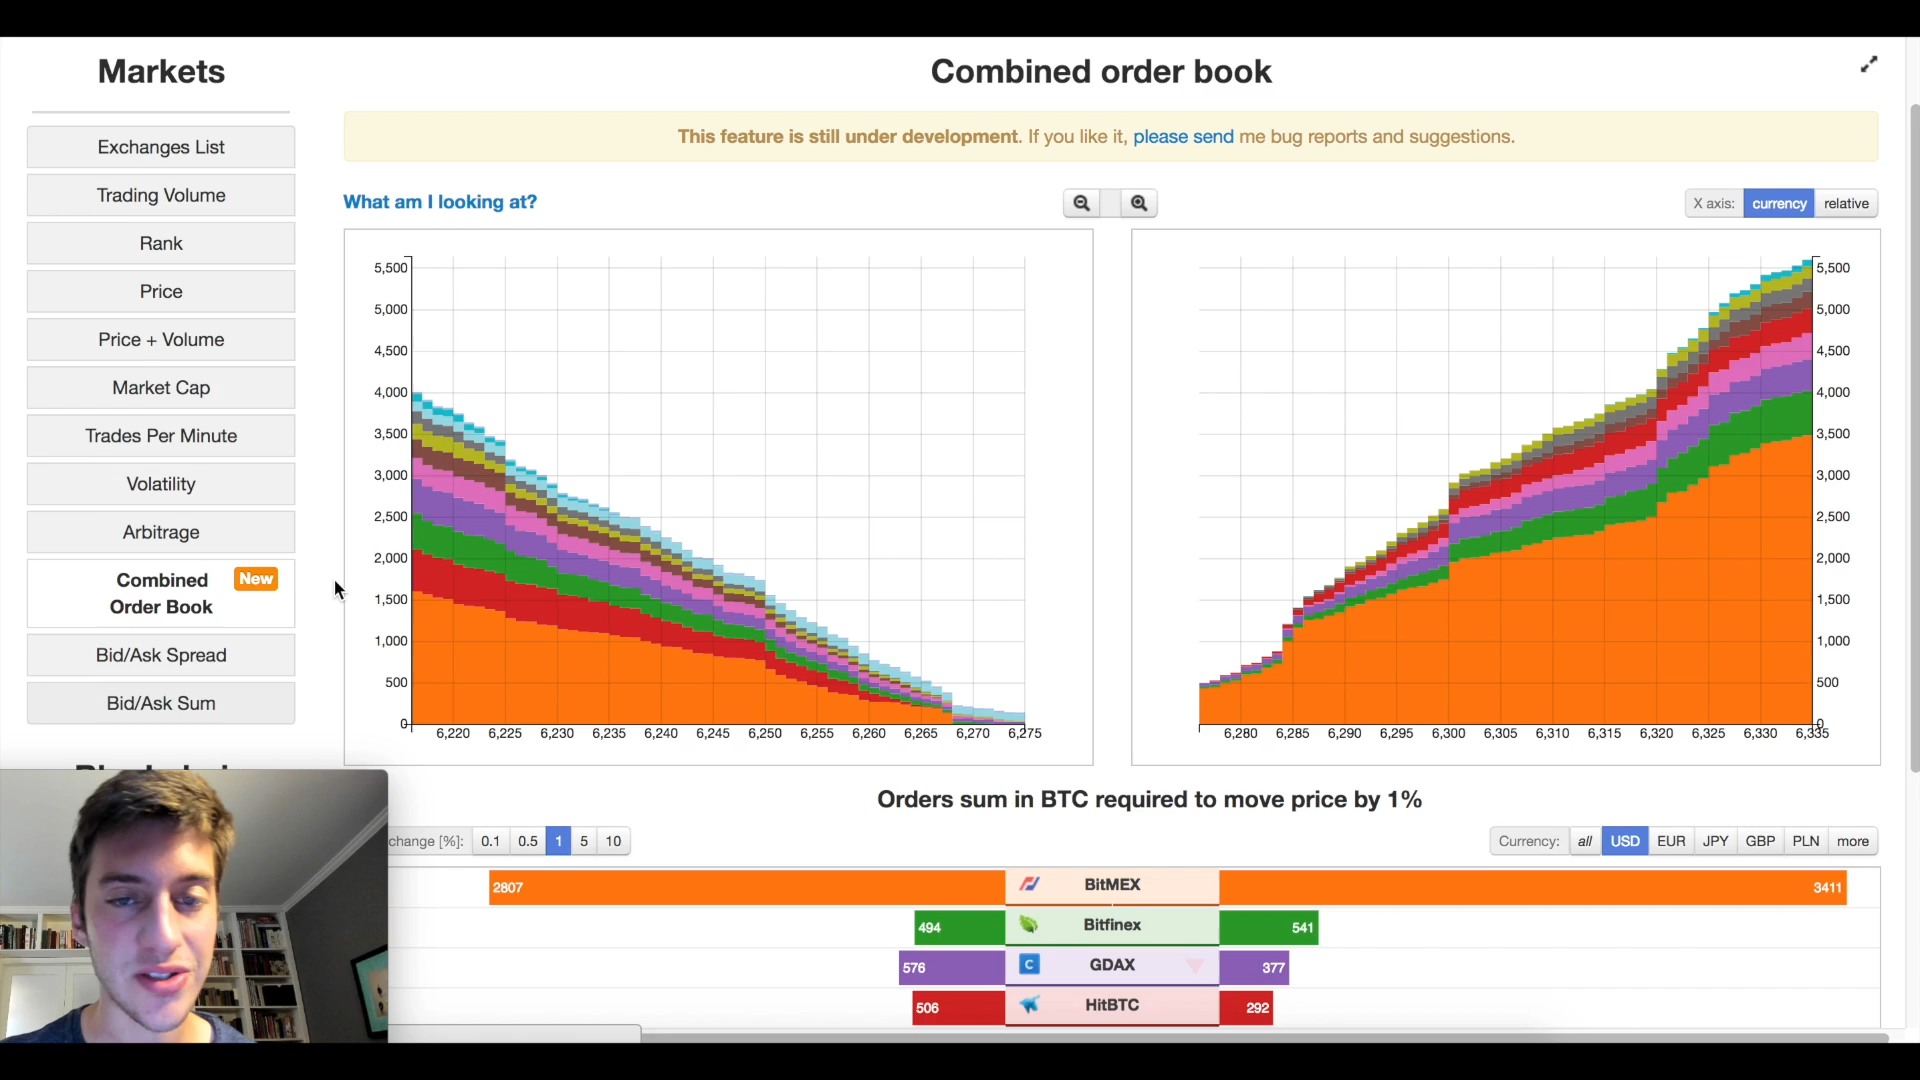 Markets
Exchanges List
Trading Volume
Rank
Price
Price + Volume
Market Cap
Trades Per Minute
Volatility
Arbitrage
Combined
Order Book
New
Bid/Ask Spread
Bid/Ask Sum
Combined order book
This feature is still under development. If you like it, please send me bug reports and suggestions.
What am I looking at?
X axis: currency relative
5,500
5,000
4,500
4,000
3,500
3,000
2,500
2,000
1,500
1,000
500
0
6,220 6,225 6,230 6,235 6,240 6,245 6,250 6,255 6,260 6,265 6,270 6,275
5,500
5,000
4,500
4,000
3,500
3,000
2,500
2,000
1,500
1,000
500
0
6,280 6,285 6,290 6,295 6,300 6,305 6,310 6,315 6,320 6,325 6,330 6,335
Orders sum in BTC required to move price by 1%
change [%]: 0.1 0.5 1 5 10
Currency: all USD EUR JPY GBP PLN more
2807 BitMEX 3411
494 Bitfinex 541
576 C GDAX 377
506 HitBTC 292